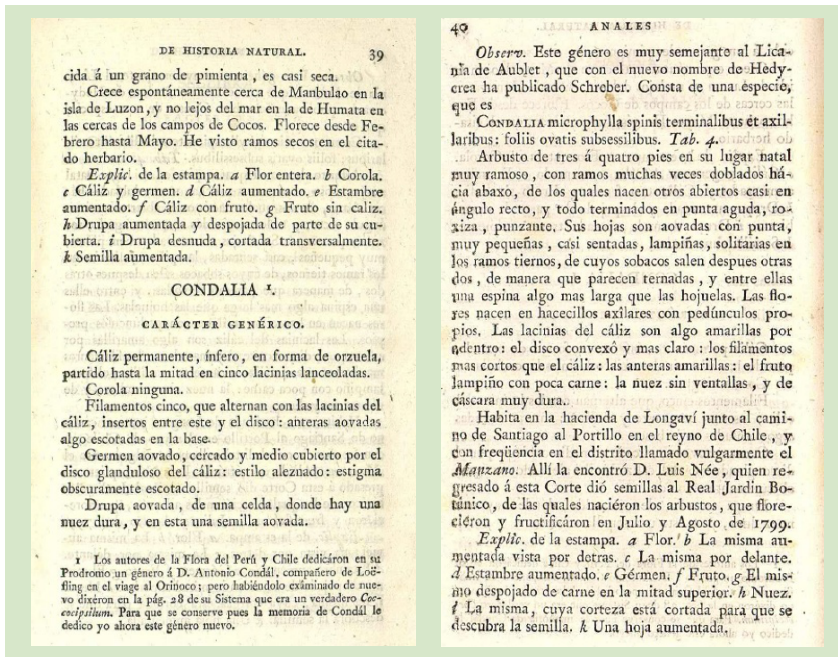 DE HISTORIA NATURAL. 39
cida á un grano de pimienta , es casi seca.
Crece espontáneamente cerca de Manbulao en la
isla de Luzon, y no lejos del mar en la de Humata en
las cercas de los campos de Cocos. Florece desde Fe-
brero hasta Mayo. He visto ramos secos en el cita-
do herbario.
Explic. de la estampa. a Flor entera. b Corola.
c Cáliz y germen. d Cáliz aumentado. e Estambre
aumentado. f Cáliz con fruto. g Fruto sin caliz.
h Drupa aumentada y despojada de parte de su cu-
bierta. i Drupa desnuda, cortada transversalmente.
k Semilla aumentada.
CONDALIA 1.
CARÁCTER GENÉRICO.
Cáliz permanente, ínfero, en forma de orzuela,
partido hasta la mitad en cinco lacinias lanceoladas.
Corola ninguna.
Filamentos cinco, que alternan con las lacinias del
cáliz, insertos entre este y el disco: anteras aovadas
algo escotadas en la base.
Germen aovado, cercado y medio cubierto por el
disco glanduloso del cáliz: estilo aleznado: estigma
obscuramente escotado.
Drupa aovada, de una celda, donde hay una
nuez dura, y en esta una semilla aovada.
1 Los autores de la Flora del Perú y Chile dedicáron en su
Prodromo un género á D. Antonio Condál, compañero de Loë-
fling en el viage al Orinoco; pero habiéndolo exâminado de nue-
vo dixéron en la pág. 28 de su Sistema que era un verdadero Coc-
cocipsilum. Para que se conserve pues la memoria de Condál le
dedico yo ahora este género nuevo.
40 ANALES
Observ. Este género es muy semejante al Lica-
nia de Aublet, que con el nuevo nombre de Hedy-
crea ha publicado Schreber. Consta de una especie,
que es
CONDALIA microphylla spinis terminalibus et axil-
laribus: foliis ovatis subsessilibus. Tab. 4.
Arbusto de tres á quatro pies en su lugar natal
muy ramoso, con ramos muchas veces doblados há-
cia abaxo, de los quales nacen otros abiertos casi en
ángulo recto, y todo terminados en punta aguda, ro-
xiza, punzante. Sus hojas son aovadas con punta,
muy pequeñas, casi sentadas, lampiñas, solitarias en
los ramos tiernos, de cuyos sobacos salen despues otras
dos, de manera que parecen ternadas, y entre ellas
una espina algo mas larga que las hojuelas. Las flo-
res nacen en hacecillos axîlares con pedúnculos pro-
pios. Las lacinias del cáliz son algo amarillas por
adentro: el disco convexô y mas claro: los filamentos
mas cortos que el cáliz: las anteras amarillas: el fruto
lampiño con poca carne: la nuez sin ventallas, y de
cáscara muy dura.
Habita en la hacienda de Longaví junto al cami-
no de Santiago al Portillo en el reyno de Chile, y
con freqüencia en el distrito llamado vulgarmente el
Manzano. Allí la encontró D. Luis Née, quien re-
gresado á esta Corte dió semillas al Real Jardin Bo-
tánico, de las quales naciéron los arbustos, que flore-
ciéron y fructificáron en Julio y Agosto de 1799.
Explic. de la estampa. a Flor. b La misma au-
mentada vista por detras. c La misma por delante.
d Estambre aumentado. e Gérmen. f Fruto. g El mis-
mo despojado de carne en la mitad superior. h Nuez.
i La misma, cuya corteza está cortada para que se
descubra la semilla. k Una hoja aumentada.